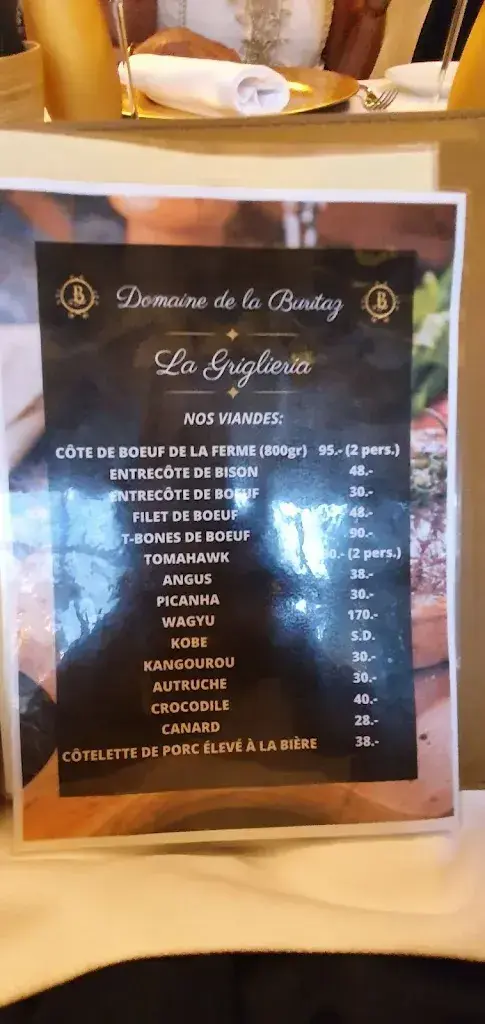 B Domaine de la Buritaz B
La Griglieria
NOS VIANDES:
CÔTE DE BOEUF DE LA FERME (800gr) 95.- (2 pers.)
ENTRECÔTE DE BISON 48.-
ENTRECÔTE DE BOEUF 30.-
FILET DE BOEUF 48.-
T-BONES DE BOEUF 90.-
TOMAHAWK (2 pers.)
ANGUS 38.-
PICANHA 30.-
WAGYU 170.-
KOBE S.D.
KANGOUROU 30.-
AUTRUCHE 30.-
CROCODILE 40.-
CANARD 28.-
CÔTELETTE DE PORC ÉLEVÉ À LA BIÈRE 38.-